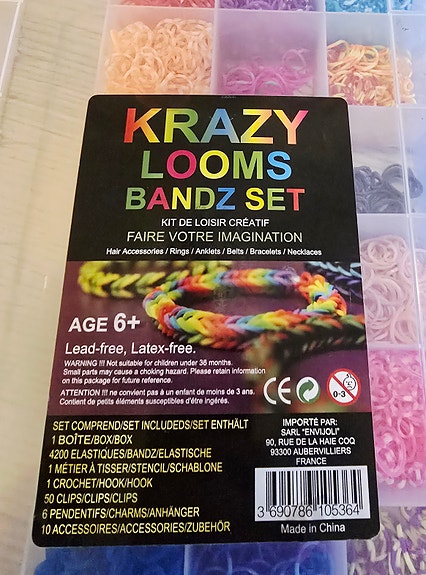 KRAZY
LOOMS
BANDZ SET
KIT DE LOISIR CRÉATIF
FAIRE VOTRE IMAGINATION
Hair Accessories / Rings / Anklets / Belts / Bracelets / Necklaces
AGE 6+
Lead-free, Latex-free.
WARNING !!! Not suitable for children under 36 months.
Small parts may cause a choking hazard. Please retain information
on this package for future reference.
ATTENTION !!! ne convient pas à un enfant de moins de 3 ans.
Contient de petits éléments susceptibles d'être ingérés.
CE
0-3
SET COMPREND/SET INCLUDEDS/SET ENTHÄLT
1 BOÎTE/BOX/BOX
4200 ELASTIQUES/BANDZ/ELASTISCHE
1 MÉTIER À TISSER/STENCIL/SCHABLONE
1 CROCHET/HOOK/HOOK
50 CLIPS/CLIPS/CLIPS
6 PENDENTIFS/CHARMS/ANHÄNGER
10 ACCESSOIRES/ACCESSORIES/ZUBEHÖR
IMPORTÉ PAR:
SARL "ENVIJOLI"
90, RUE DE LA HAIE COQ
93300 AUBERVILLIERS
FRANCE
3 690786 105364
Made in China